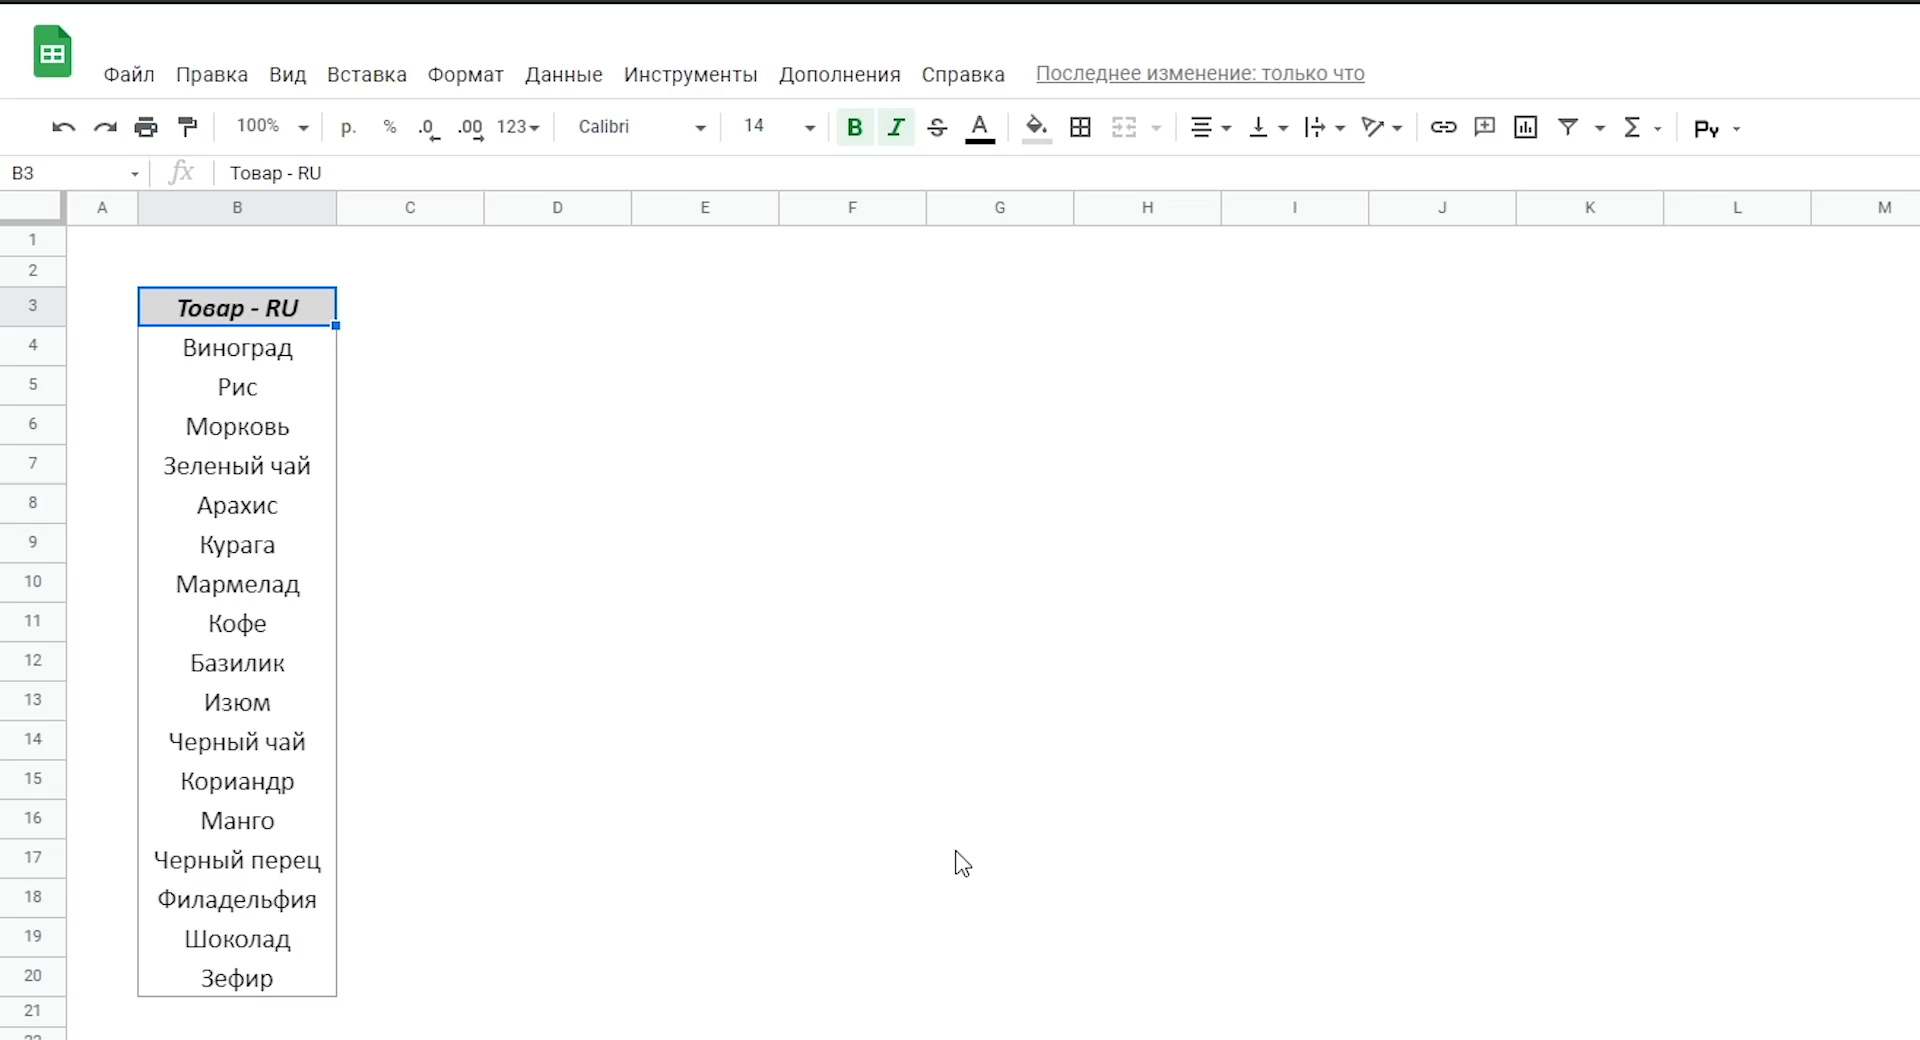 Файл Правка Вид Вставка Формат Данные Инструменты Дополнения Справка Последнее изменение: только что
100% р. % .0 .00 123 Calibri 14 B I S A Σ Ру
B3 fx Товар - RU
A B C D E F G H I J K L M
1
2
3 Товар - RU
4 Виноград
5 Рис
6 Морковь
7 Зеленый чай
8 Арахис
9 Курага
10 Мармелад
11 Кофе
12 Базилик
13 Изюм
14 Черный чай
15 Кориандр
16 Манго
17 Черный перец
18 Филадельфия
19 Шоколад
20 Зефир
21